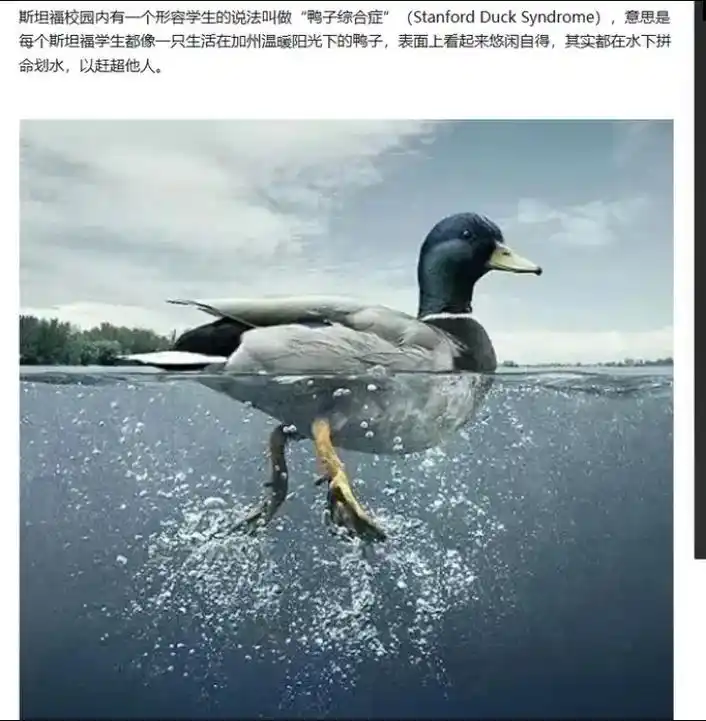 斯坦福校园内有一个形容学生的说法叫做“鸭子综合症”（Stanford Duck Syndrome），意思是
每个斯坦福学生都像一只生活在加州温暖阳光下的鸭子，表面上看起来悠闲自得，其实都在水下拼
命划水，以赶超他人。